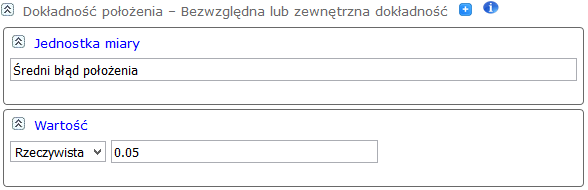 Dokładność położenia – Bezwzględna lub zewnętrzna dokładność
Jednostka miary
Średni błąd położenia
Wartość
Rzeczywista 0.05